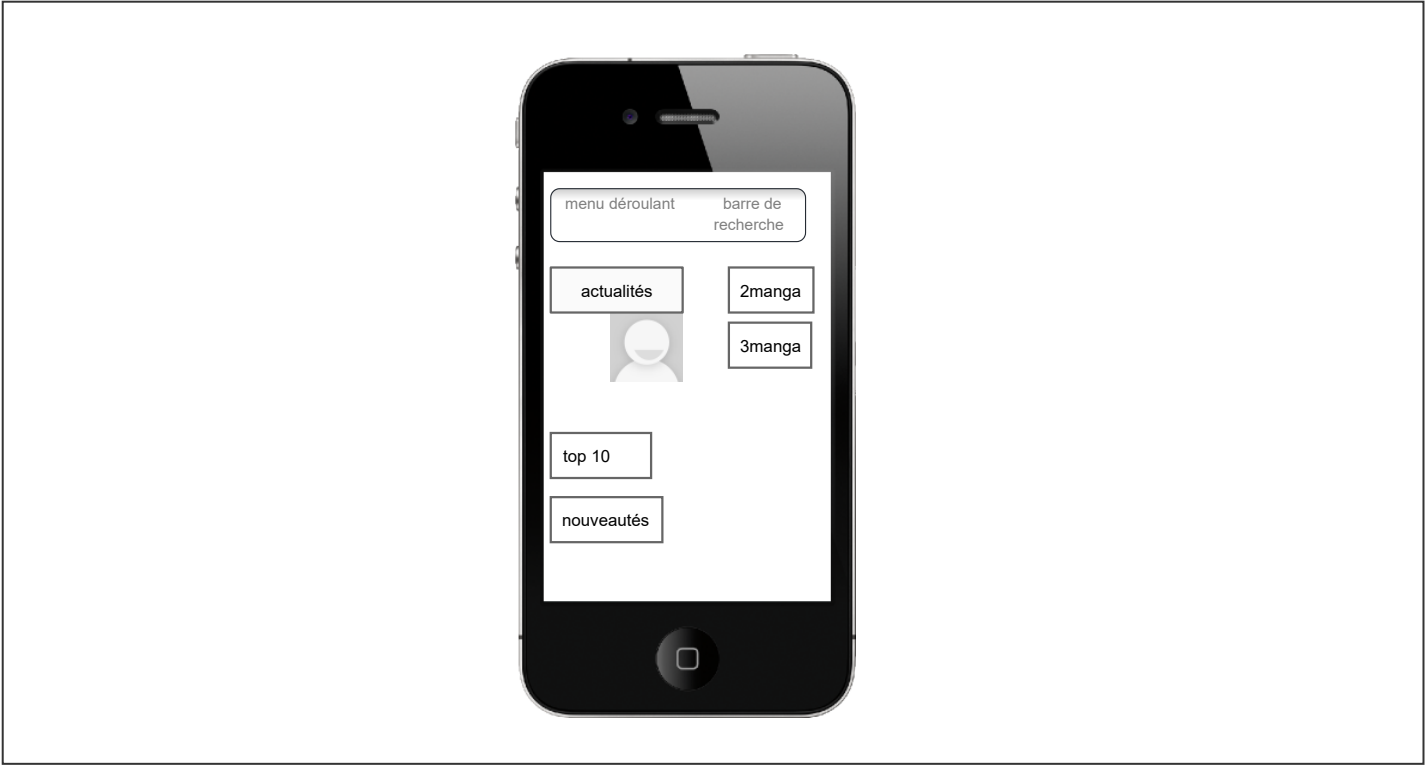 menu déroulant
barre de
recherche
actualités
2manga
3manga
top 10
nouveautés